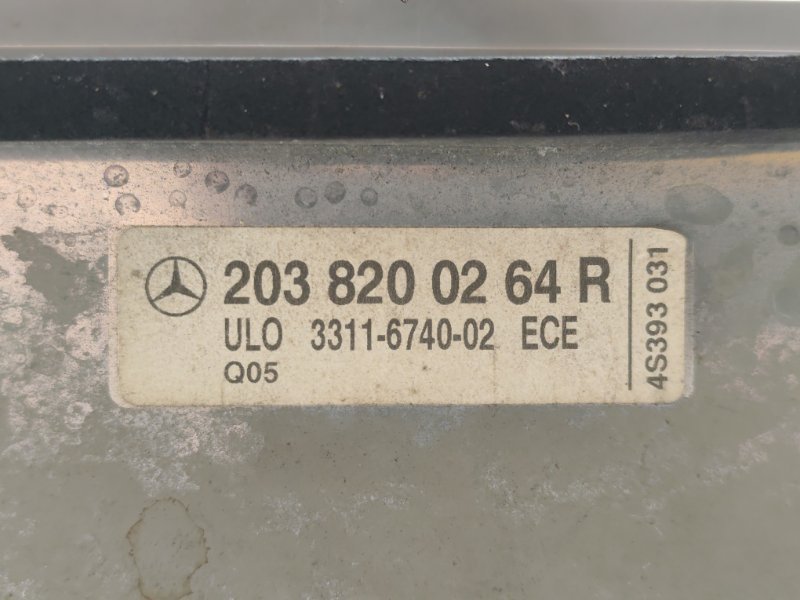 203 820 02 64 R
ULO 3311-6740-02 ECE
Q05
4S393 031